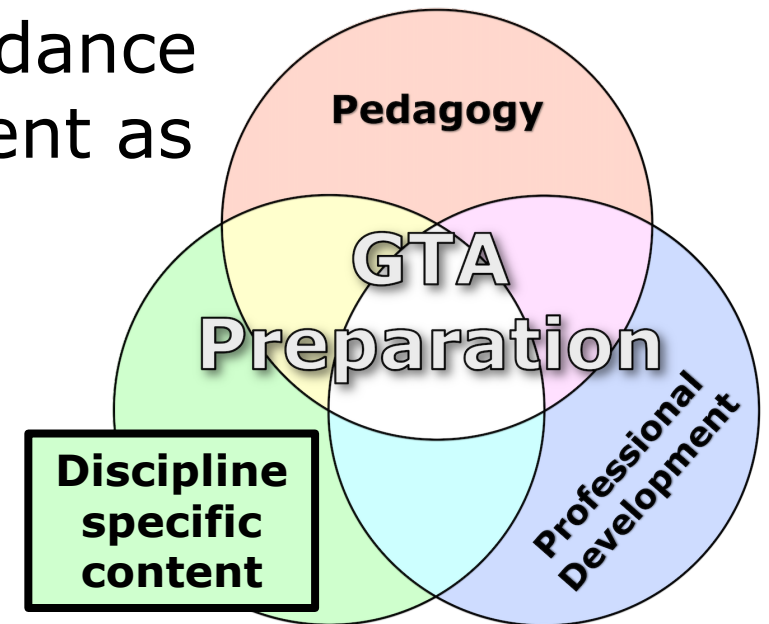 dance
ent as
Pedagogy
GTA
Preparation
Discipline
specific
content
Professional
Development